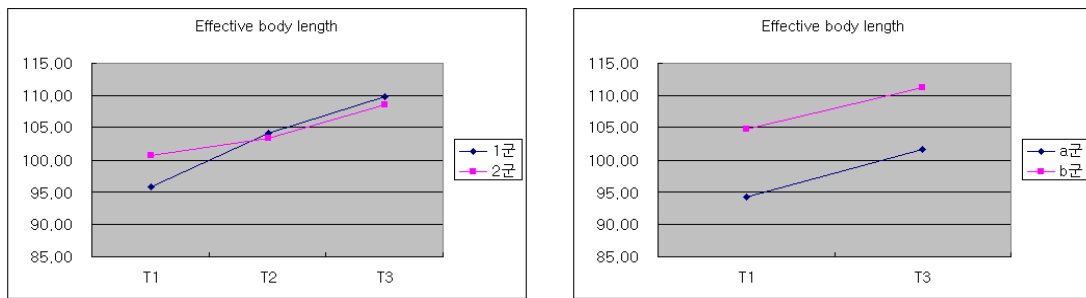 Effective body length
115,00
110,00
105,00
100,00
95,00
90,00
85,00
T1
T2
T3
1군
2군
Effective body length
115,00
110,00
105,00
100,00
95,00
90,00
85,00
T1
T3
a군
b군